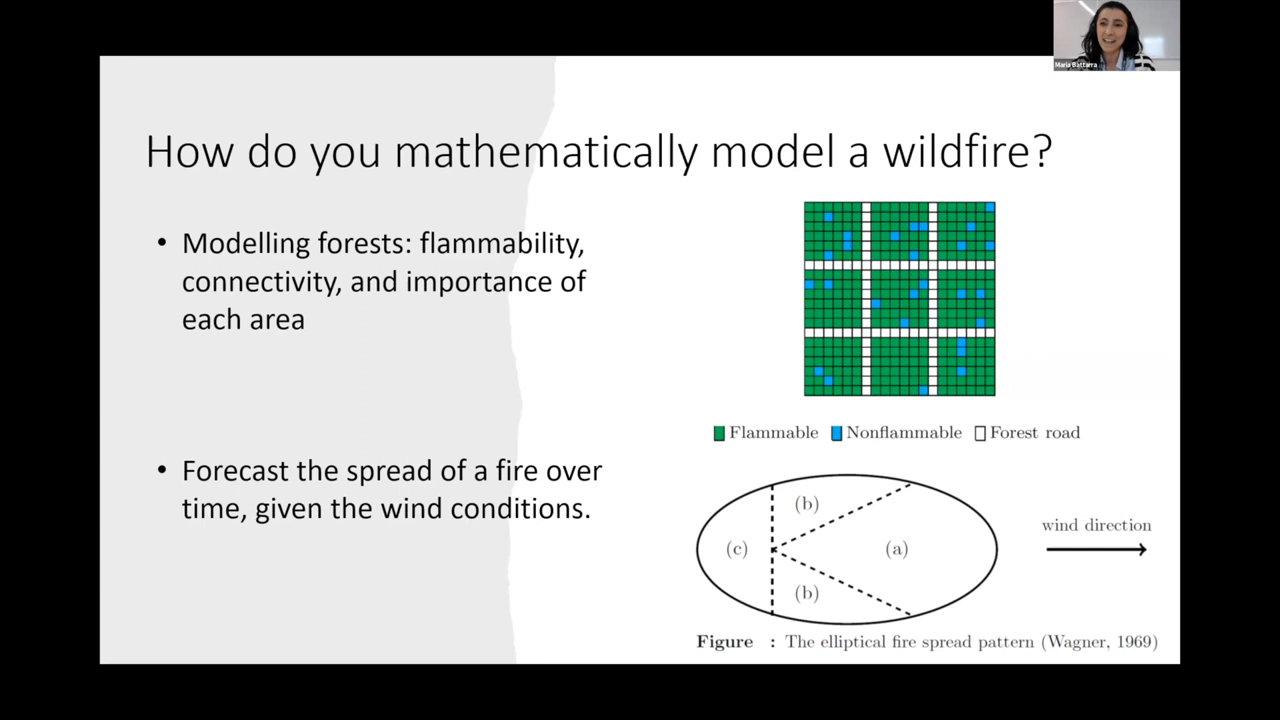 Maria Battarra
How do you mathematically model a wildfire?
• Modelling forests: flammability,
connectivity, and importance of
each area
• Forecast the spread of a fire over
time, given the wind conditions.
Flammable Nonflammable Forest road
(b)
(c)
(a)
(b)
wind direction
Figure : The elliptical fire spread pattern (Wagner, 1969)